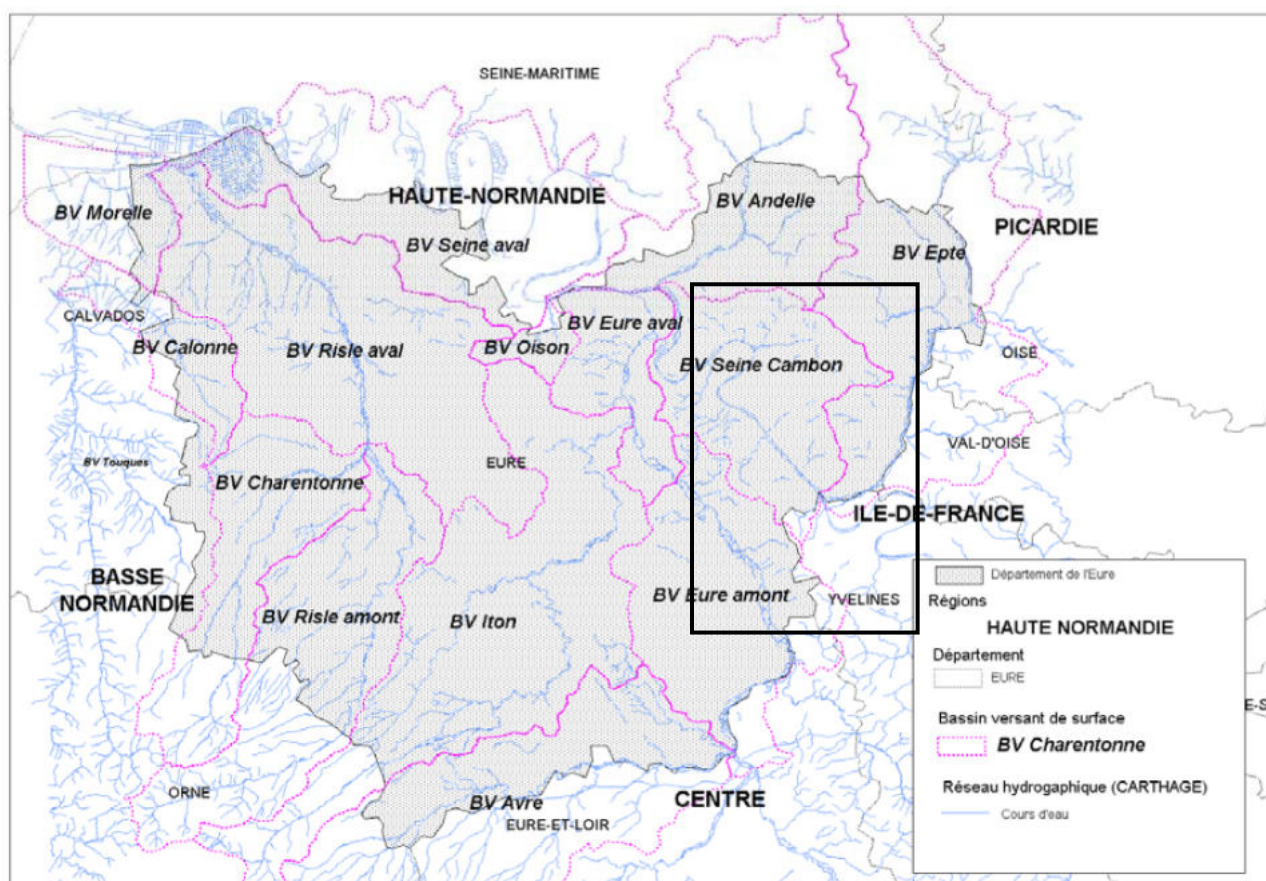 SEINE-MARITIME
HAUTE-NORMANDIE
BV Andelle
BV Morelle
PICARDIE
BV Seine aval
BV Epte
CALVADOS
BV Eure aval
BV Calonne
BV Risle aval
BV Oison
OISE
BV Seine Cambon
VAL-D'OISE
BV Touques
EURE
BV Charentonne
ILE-DE-FRANCE
BASSE
NORMANDIE
BV Eure amont
YVELINES
BV Risle amont
BV Iton
Département de l'Eure
Régions
HAUTE NORMANDIE
Département
EURE
E-S
Bassin versant de surface
BV Charentonne
Réseau hydrogaphique (CARTHAGE)
Cours d'eau
ORNE
CENTRE
BV Avre
EURE-ET-LOIR